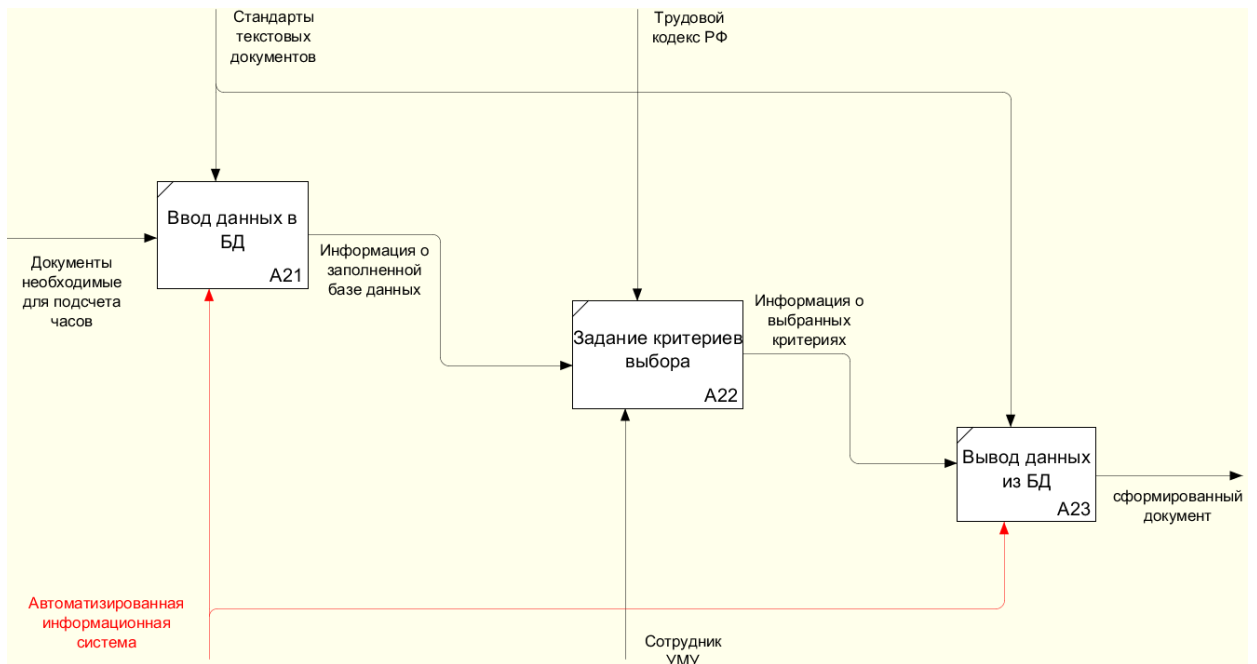 Стандарты
текстовых
документов
Трудовой
кодекс РФ
Ввод данных в
БД
A21
Документы
необходимые
для подсчета
часов
Информация о
заполненной
базе данных
Задание критериев
выбора
A22
Информация о
выбранных
критериях
Вывод данных
из БД
A23
сформированный
документ
Автоматизированная
информационная
система
Сотрудник
УМУ